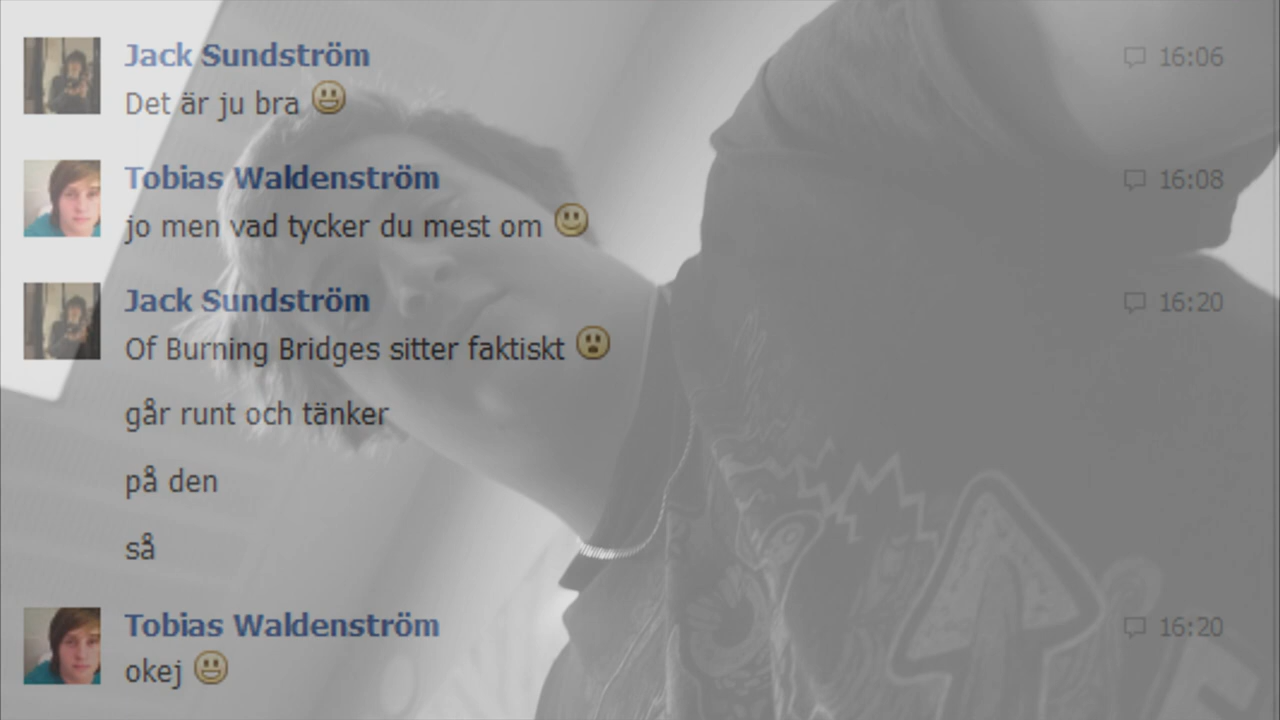 Jack Sundström 16:06
Det är ju bra
Tobias Waldenström 16:08
jo men vad tycker du mest om
Jack Sundström 16:20
Of Burning Bridges sitter faktiskt
går runt och tänker
på den
så
Tobias Waldenström 16:20
okej